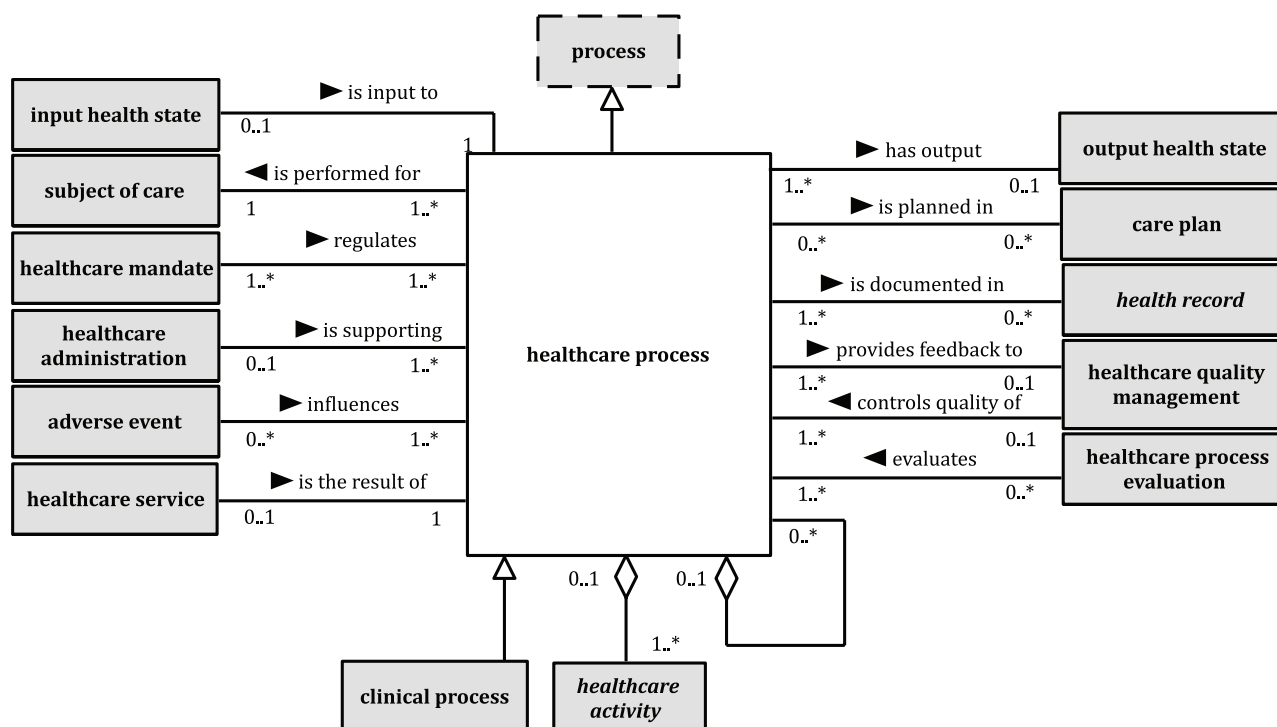 process
► is input to
input health state
0..1
1
◄ is performed for
subject of care
1
1..*
► regulates
healthcare mandate
1..*
1..*
► is supporting
healthcare
administration
0..1
1..*
► influences
adverse event
0..*
1..*
► is the result of
healthcare service
0..1
1
healthcare process
► has output
output health state
1..*
0..1
► is planned in
care plan
0..*
0..*
► is documented in
health record
1..*
0..*
► provides feedback to
1..*
0..1
healthcare quality
management
◄ controls quality of
1..*
0..1
◄ evaluates
healthcare process
evaluation
1..*
0..*
0..*
0..1
0..1
1..*
clinical process
healthcare
activity